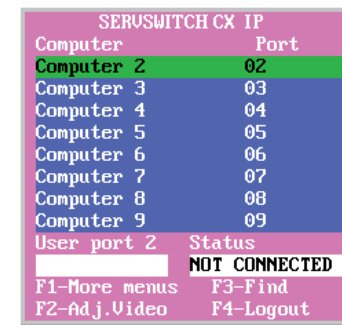 SERVSWITCH CX IP
Computer Port
Computer 2 02
Computer 3 03
Computer 4 04
Computer 5 05
Computer 6 06
Computer 7 07
Computer 8 08
Computer 9 09
User port 2 Status
NOT CONNECTED
F1-More menus F3-Find
F2-Adj.Video F4-Logout